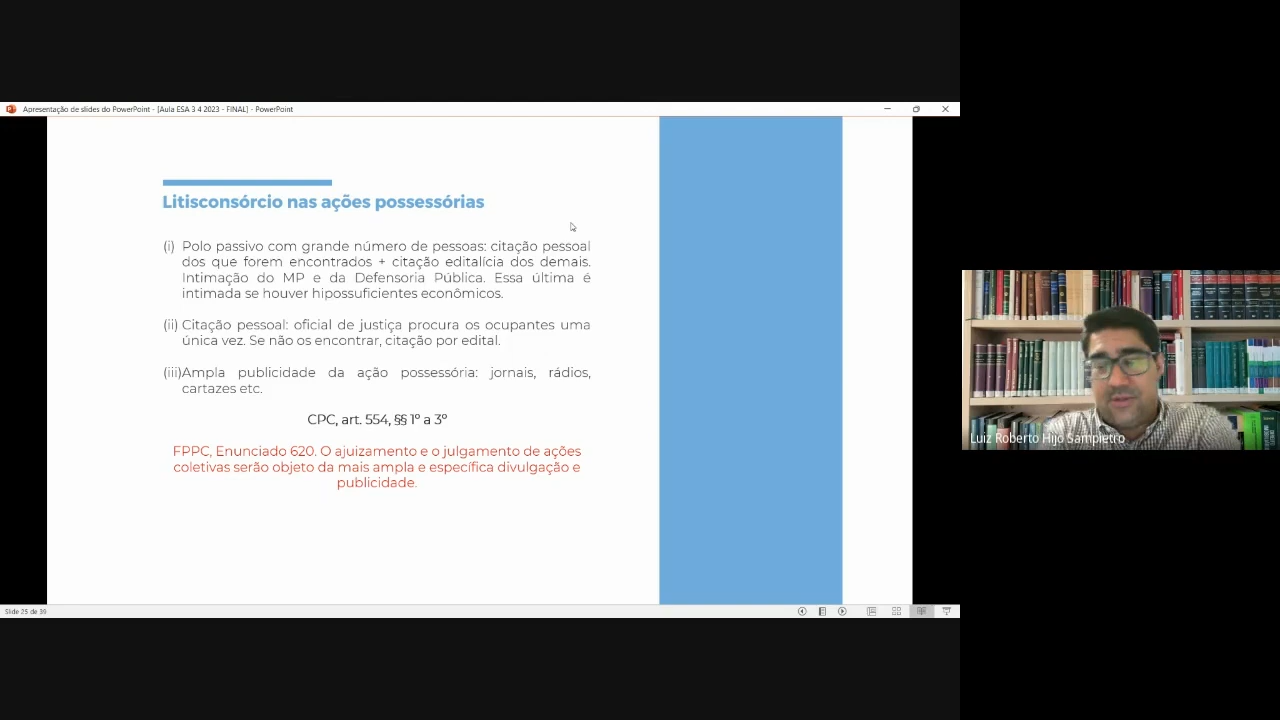 Apresentação de slides do PowerPoint - [Aula ESA 3 4 2023 - FINAL] - PowerPoint
Litisconsórcio nas ações possessórias
(i) Polo passivo com grande número de pessoas: citação pessoal
dos que forem encontrados + citação editalícia dos demais.
Intimação do MP e da Defensoria Pública. Essa última é
intimada se houver hipossuficientes econômicos.
(ii) Citação pessoal: oficial de justiça procura os ocupantes uma
única vez. Se não os encontrar, citação por edital.
(iii)Ampla publicidade da ação possessória: jornais, rádios,
cartazes etc.
CPC, art. 554, §§ 1º a 3º
FPPC, Enunciado 620. O ajuizamento e o julgamento de ações
coletivas serão objeto da mais ampla e específica divulgação e
publicidade.
Luiz Roberto Hijo Sampietro
Slide 25 de 39